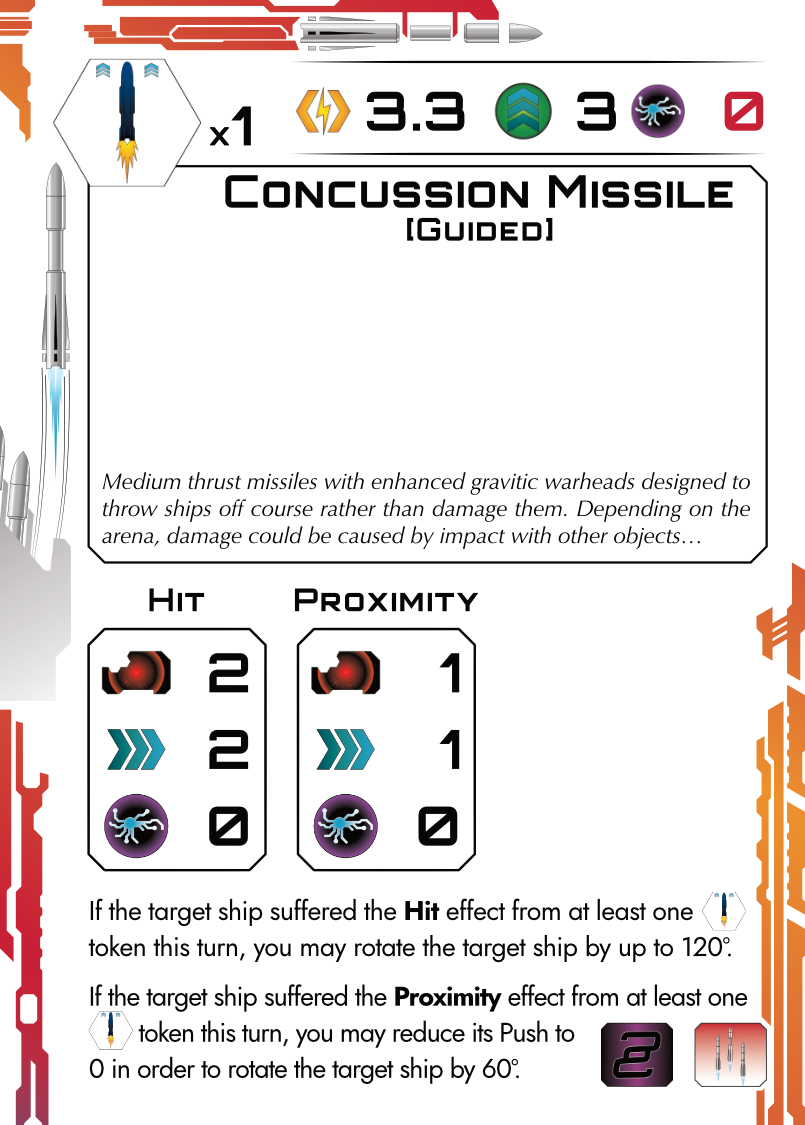 x1 3.3 3 0
Concussion Missile
[Guided]
Medium thrust missiles with enhanced gravitic warheads designed to
throw ships off course rather than damage them. Depending on the
arena, damage could be caused by impact with other objects…
Hit Proximity
2 1
2 1
0 0
If the target ship suffered the Hit effect from at least one
token this turn, you may rotate the target ship by up to 120°.
If the target ship suffered the Proximity effect from at least one
token this turn, you may reduce its Push to
0 in order to rotate the target ship by 60°.
2